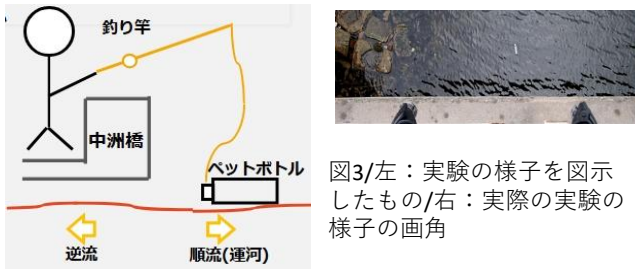 釣り竿
中洲橋
ペットボトル
逆流
順流(運河)
図3/左：実験の様子を図示
したもの/右：実際の実験の
様子の画角